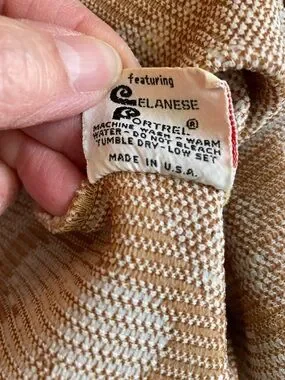 featuring
CELANESE
FORTREL®
MACHINE WASH - WARM
WATER - DO NOT BLEACH
TUMBLE DRY - LOW SET
MADE IN U.S.A.